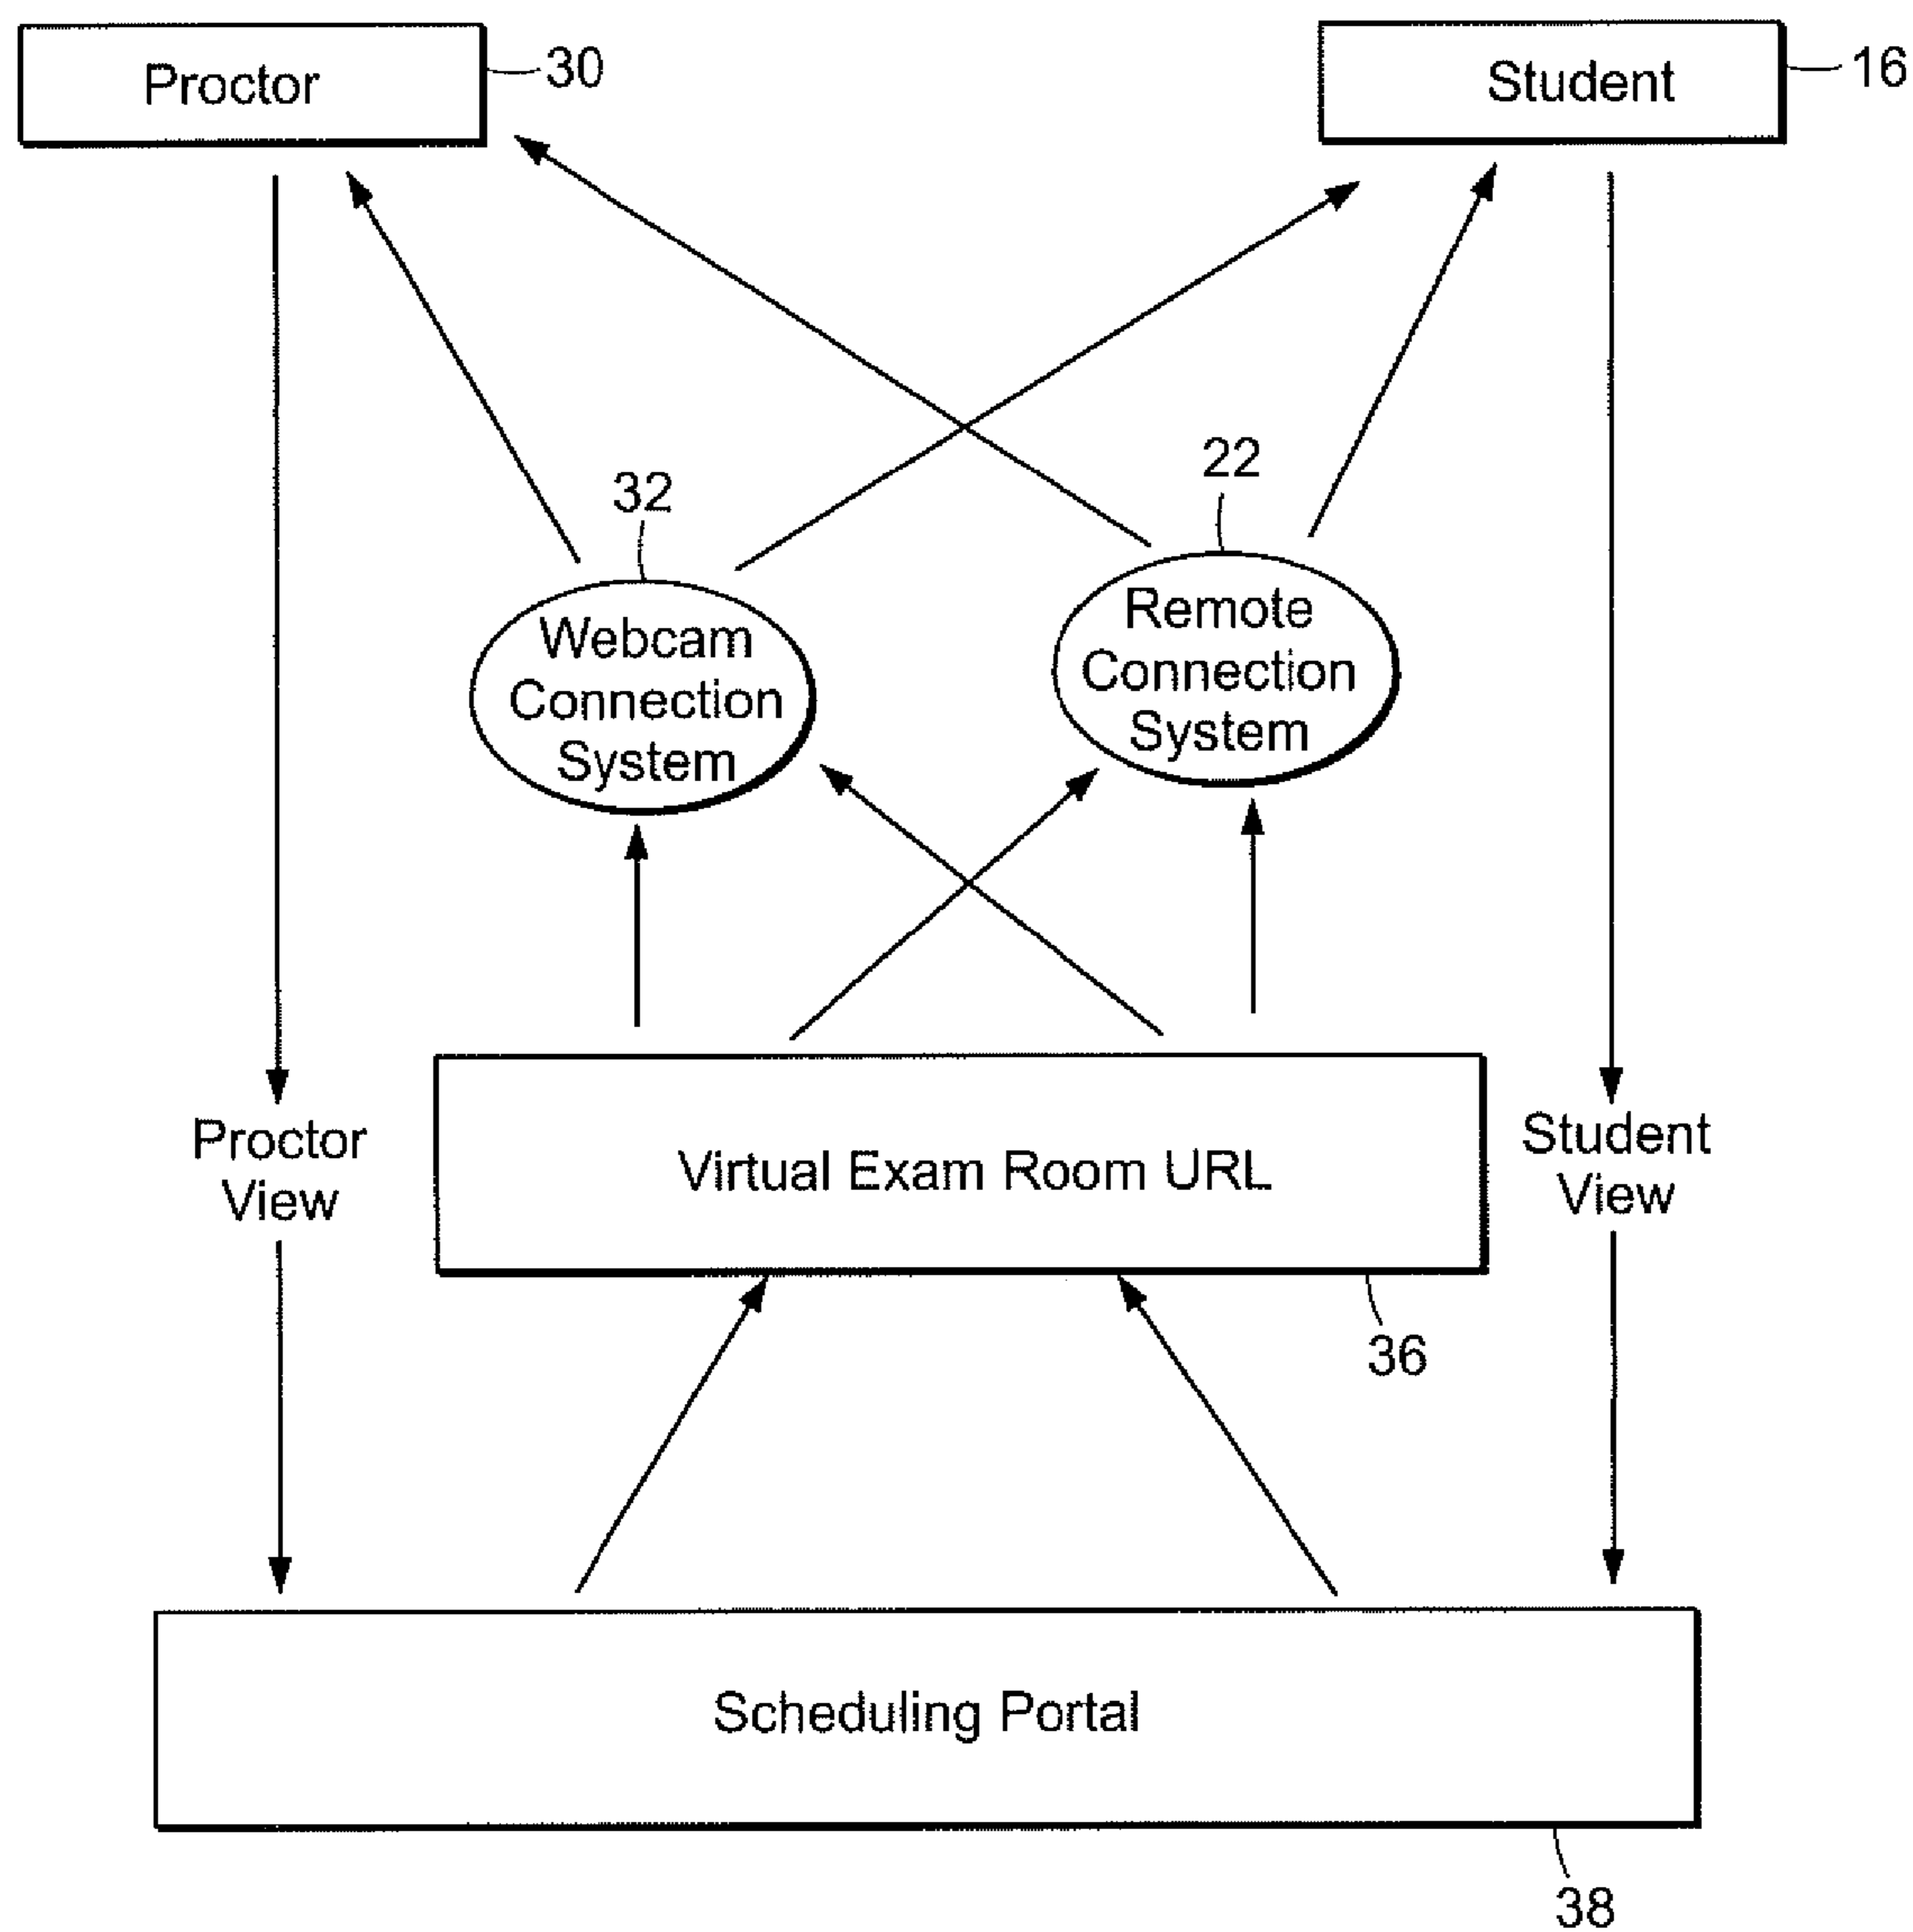 Proctor
30
Student
16
32
22
Webcam
Connection
System
Remote
Connection
System
Proctor
View
Virtual Exam Room URL
Student
View
36
Scheduling Portal
38